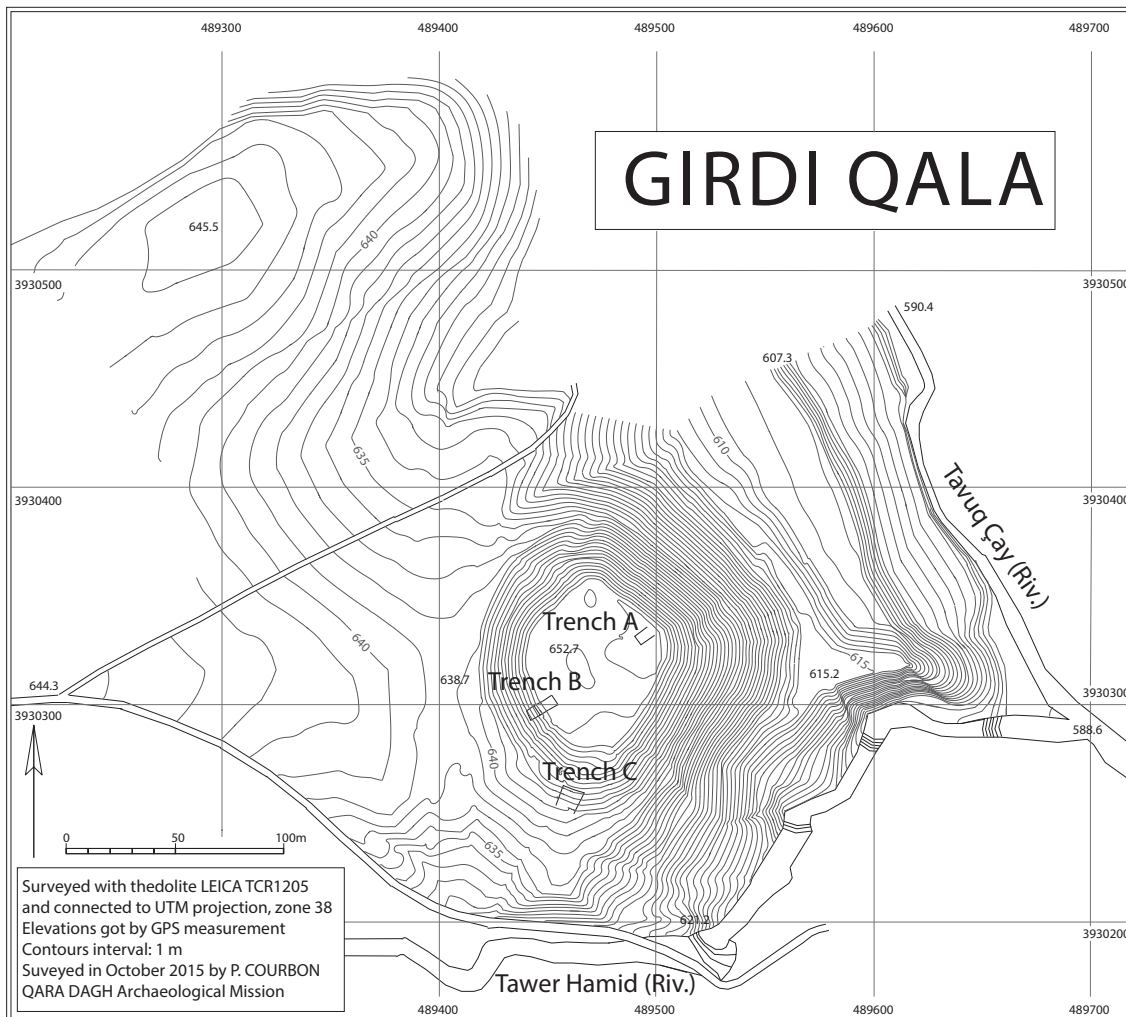 489300 489400 489500 489600 489700
GIRDI QALA
645.5
640
3930500 3930500
590.4
607.3
610
635
3930400 3930400
Tavuq Çay (Riv.)
Trench A
640
652.7
615
644.3 638.7 615.2
Trench B
3930300 3930300
588.6
640
Trench C
0 50 100m
635
Surveyed with thedolite LEICA TCR1205
and connected to UTM projection, zone 38
Elevations got by GPS measurement
Contours interval: 1 m
Suveyed in October 2015 by P. COURBON
QARA DAGH Archaeological Mission
621.2
3930200
Tawer Hamid (Riv.)
489400 489500 489600 489700